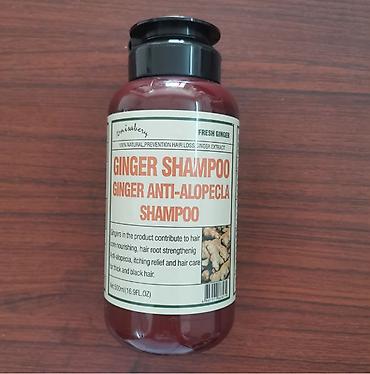 FRESH GINGER
100% NATURAL, PREVENTION HAIR LOSS, GINGER EXTRACT
GINGER SHAMPOO
GINGER ANTI-ALOPECLA
SHAMPOO
Gingers in the product contribute to hair
core nourishing, hair root strengthenig
anti-alopecia, itching relief and hair care
for thick and black hair.
Net:500ml(16.9FL.OZ)